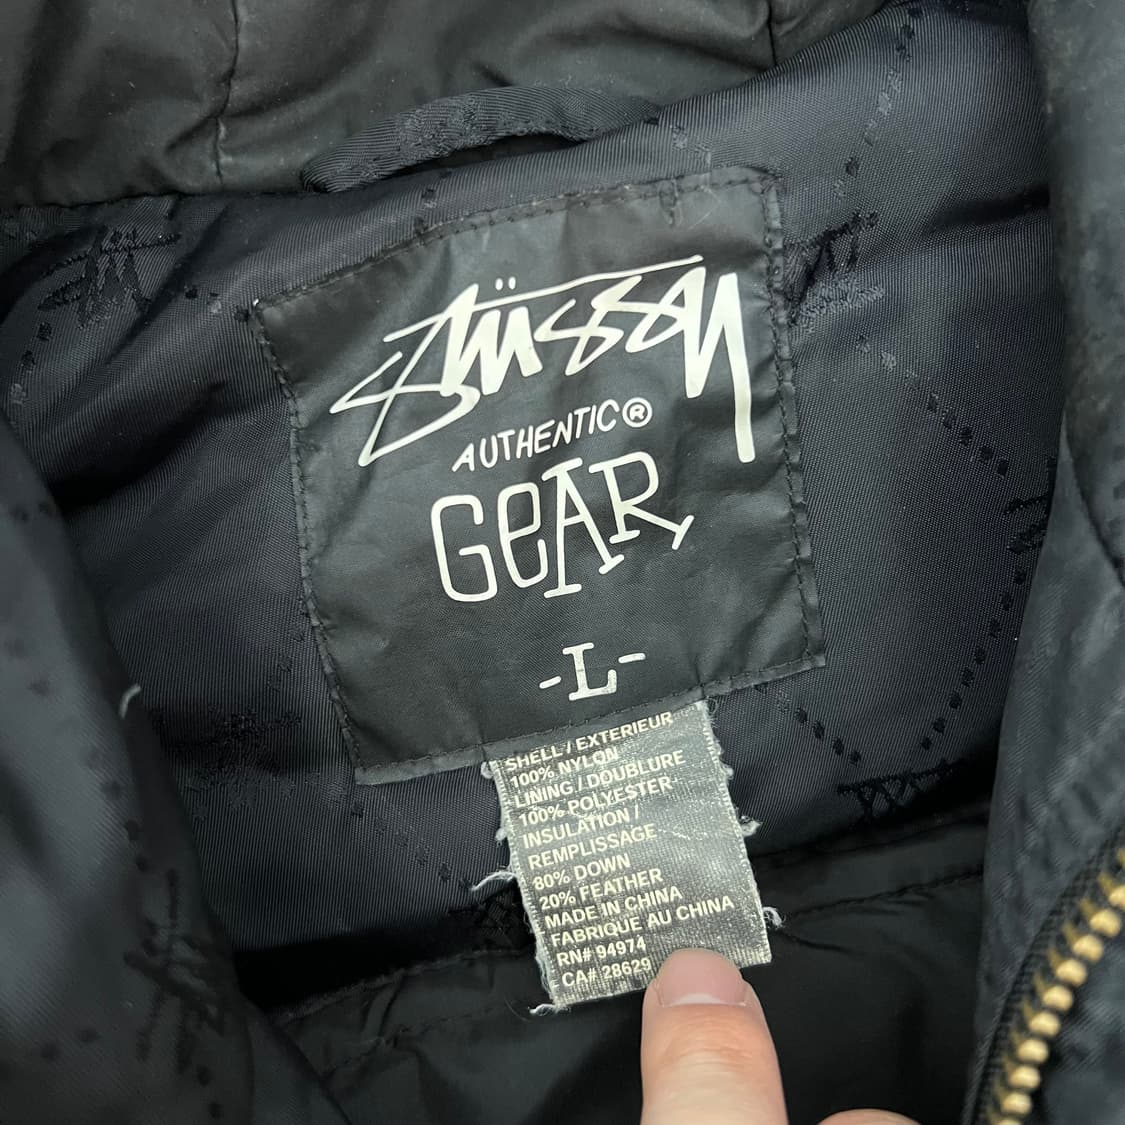 Stüssy
AUTHENTIC®
GeAR
-L-
SHELL / EXTERIEUR
100% NYLON
LINING / DOUBLURE
100% POLYESTER
INSULATION /
REMPLISSAGE
80% DOWN
20% FEATHER
MADE IN CHINA
FABRIQUE AU CHINA
RN# 94974
CA# 28629